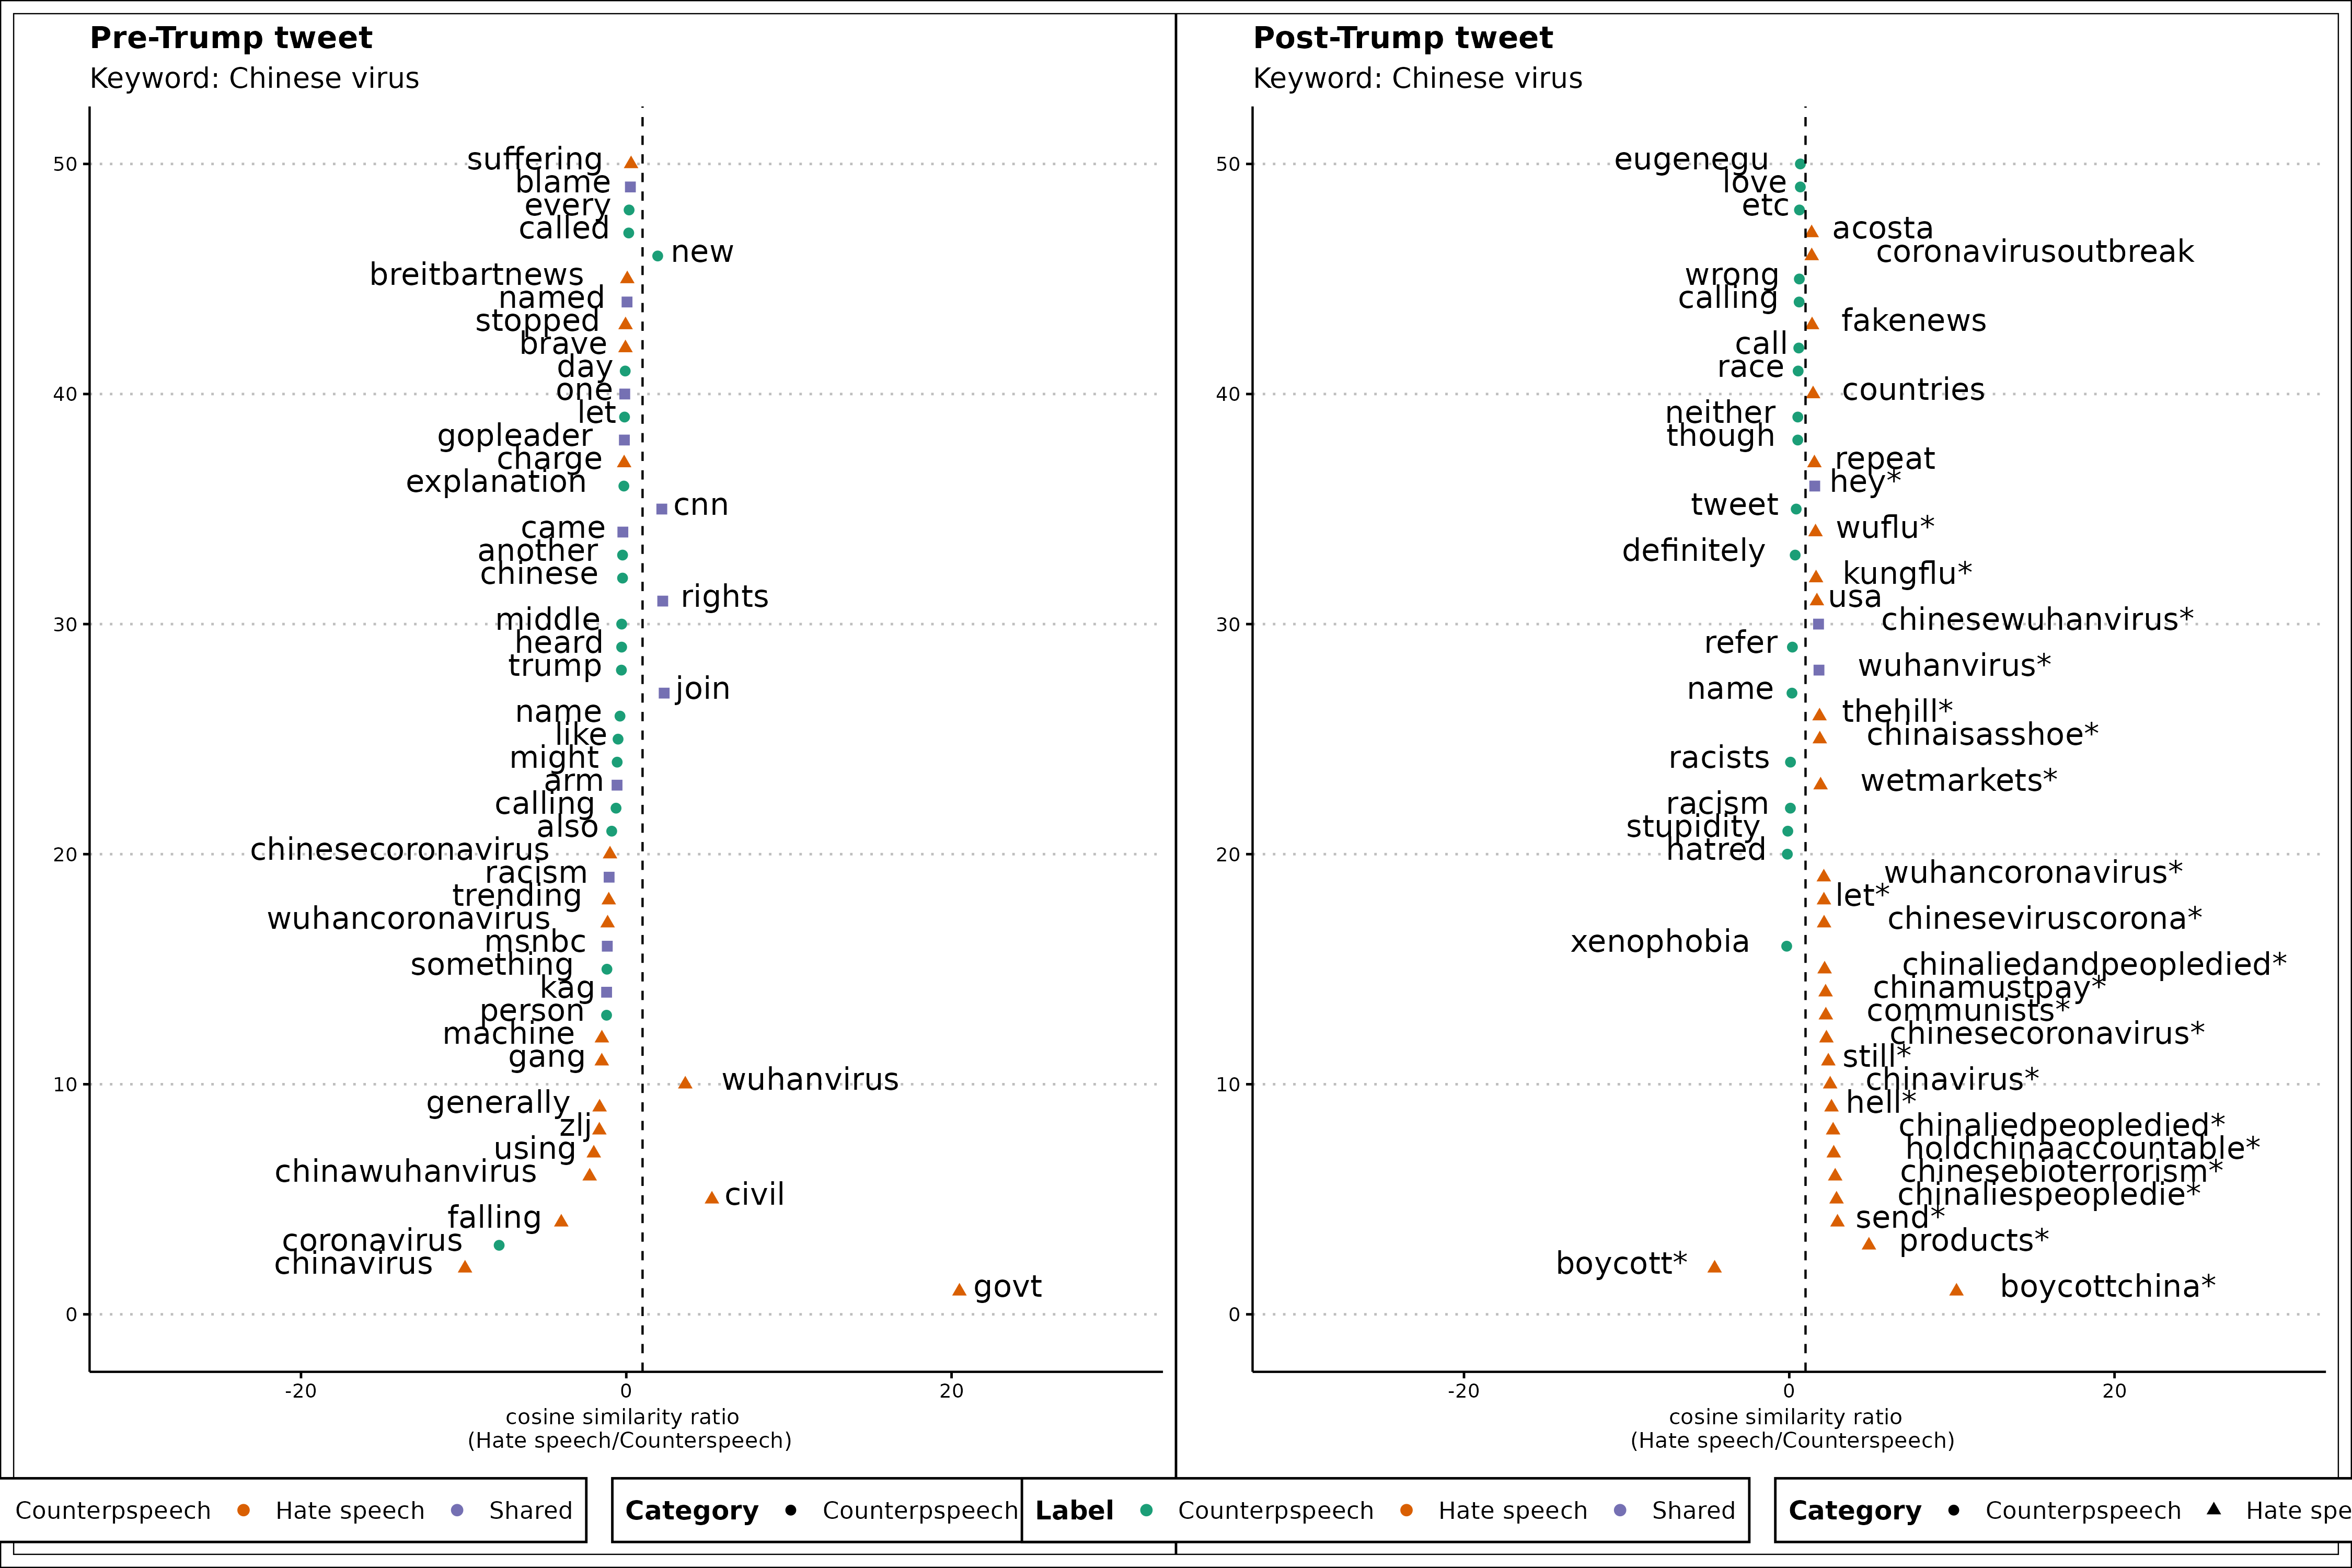 Pre-Trump tweet
Keyword: Chinese virus
50
40
30
20
10
0
suffering
blame
every
called
new
breitbartnews
named
stopped
brave
day
one
let
gopleader
charge
explanation
cnn
came
another
chinese
rights
middle
heard
trump
join
name
like
might
arm
calling
also
chinesecoronavirus
racism
trending
wuhancoronavirus
msnbc
something
kag
person
machine
gang
wuhanvirus
generally
zlj
using
chinawuhanvirus
civil
falling
coronavirus
chinavirus
govt
-20 0 20
cosine similarity ratio
(Hate speech/Counterspeech)
Counterpspeech Hate speech Shared
Category Counterpspeech
Post-Trump tweet
Keyword: Chinese virus
50
40
30
20
10
0
eugenegu
love
etc
acosta
coronavirusoutbreak
wrong
calling
fakenews
call
race
countries
neither
though
repeat
hey*
tweet
wuflu*
definitely
kungflu*
usa
chinesewuhanvirus*
refer
wuhanvirus*
name
thehill*
chinaisasshoe*
racists
wetmarkets*
racism
stupidity
hatred
wuhancoronavirus*
let*
chineseviruscorona*
xenophobia
chinaliedandpeopledied*
chinamustpay*
communists*
chinesecoronavirus*
still*
chinavirus*
hell*
chinaliedpeopledied*
holdchinaaccountable*
chinesebioterrorism*
chinaliespeopledie*
send*
products*
boycott*
boycottchina*
-20 0 20
cosine similarity ratio
(Hate speech/Counterspeech)
Label Counterpspeech Hate speech Shared
Category Counterpspeech Hate spe